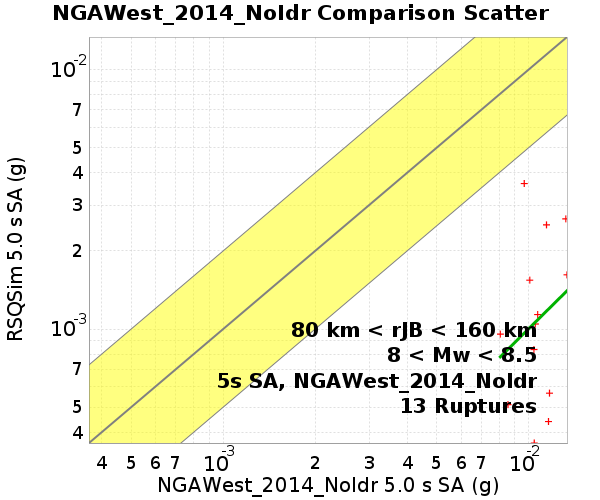 NGAWest_2014_NoIdr Comparison Scatter
RSQSim 5.0 s SA (g)
10-2
7
5
4
3
2
10-3
7
5
4
80 km < rJB < 160 km
8 < Mw < 8.5
5s SA, NGAWest_2014_NoIdr
13 Ruptures
4 5 6 7 10-3 2 3 4 5 6 7 10-2
NGAWest_2014_NoIdr 5.0 s SA (g)